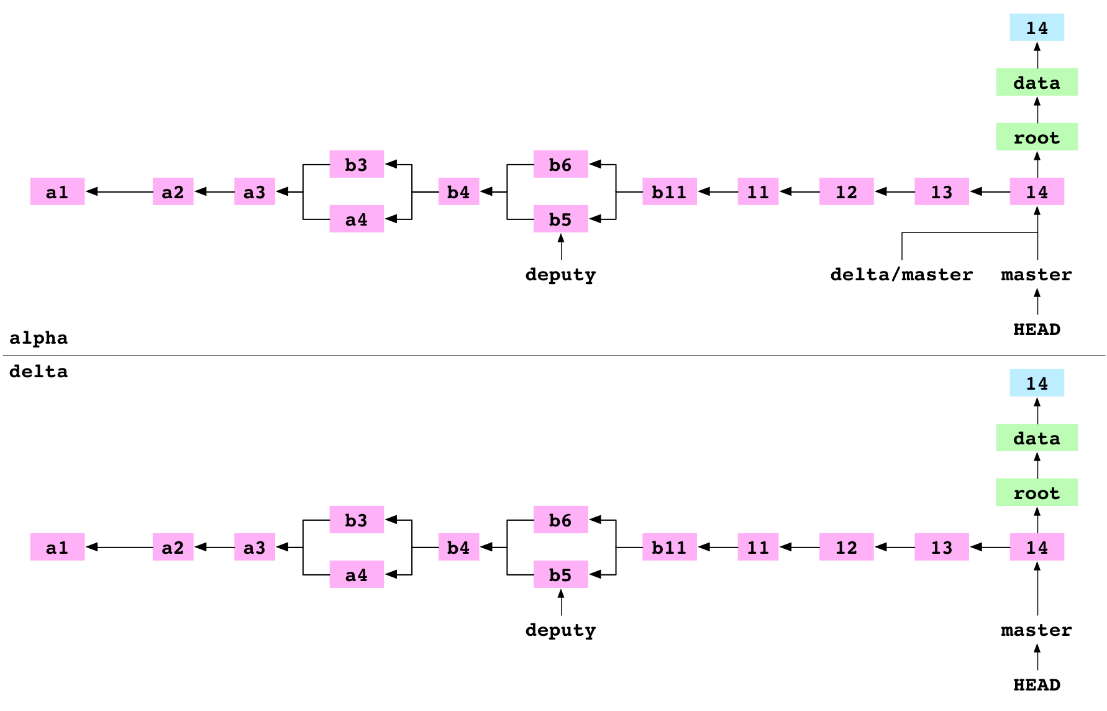 14
data
root
b3 b6
a1 a2 a3 b4 b11 11 12 13 14
a4 b5
deputy delta/master master
HEAD
alpha
delta
14
data
root
b3 b6
a1 a2 a3 b4 b11 11 12 13 14
a4 b5
deputy master
HEAD